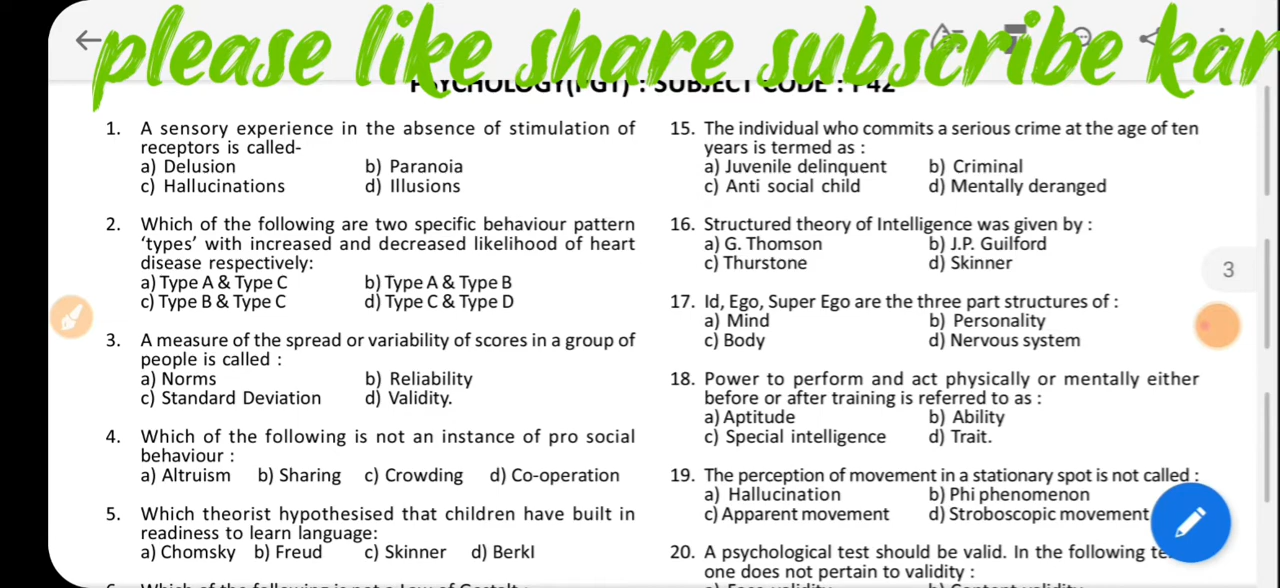 please like share subscribe kar
PSYCHOLOGY(PGT) : SUBJECT CODE : P42
1. A sensory experience in the absence of stimulation of
receptors is called-
a) Delusion b) Paranoia
c) Hallucinations d) Illusions
2. Which of the following are two specific behaviour pattern
‘types’ with increased and decreased likelihood of heart
disease respectively:
a) Type A & Type C b) Type A & Type B
c) Type B & Type C d) Type C & Type D
3. A measure of the spread or variability of scores in a group of
people is called :
a) Norms b) Reliability
c) Standard Deviation d) Validity.
4. Which of the following is not an instance of pro social
behaviour :
a) Altruism b) Sharing c) Crowding d) Co-operation
5. Which theorist hypothesised that children have built in
readiness to learn language:
a) Chomsky b) Freud c) Skinner d) Berkl
15. The individual who commits a serious crime at the age of ten
years is termed as :
a) Juvenile delinquent b) Criminal
c) Anti social child d) Mentally deranged
16. Structured theory of Intelligence was given by :
a) G. Thomson b) J.P. Guilford
c) Thurstone d) Skinner
17. Id, Ego, Super Ego are the three part structures of :
a) Mind b) Personality
c) Body d) Nervous system
18. Power to perform and act physically or mentally either
before or after training is referred to as :
a) Aptitude b) Ability
c) Special intelligence d) Trait.
19. The perception of movement in a stationary spot is not called :
a) Hallucination b) Phi phenomenon
c) Apparent movement d) Stroboscopic movement
20. A psychological test should be valid. In the following
one does not pertain to validity :
3